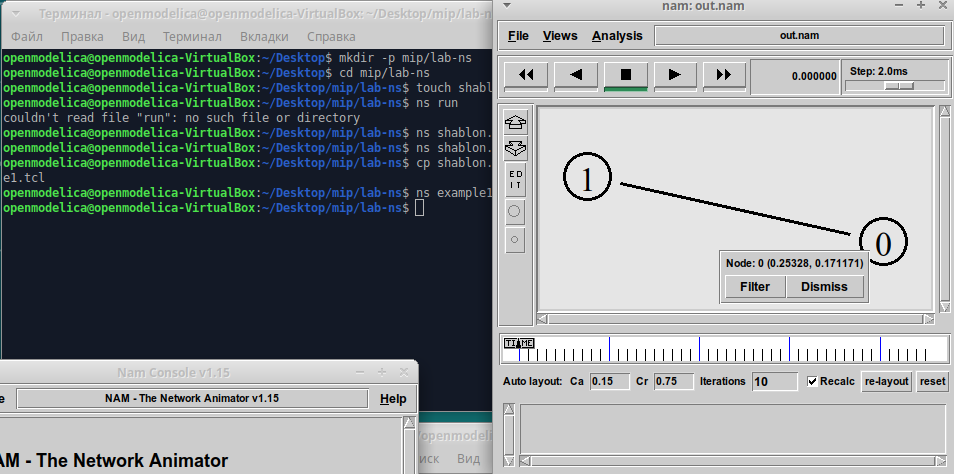 Терминал - openmodelica@openmodelica-VirtualBox: ~/Desktop/mip/lab-ns
Файл Правка Вид Терминал Вкладки Справка
openmodelica@openmodelica-VirtualBox:~/Desktop$ mkdir -p mip/lab-ns
openmodelica@openmodelica-VirtualBox:~/Desktop$ cd mip/lab-ns
openmodelica@openmodelica-VirtualBox:~/Desktop/mip/lab-ns$ touch shabl
openmodelica@openmodelica-VirtualBox:~/Desktop/mip/lab-ns$ ns run
couldn't read file "run": no such file or directory
openmodelica@openmodelica-VirtualBox:~/Desktop/mip/lab-ns$ ns shablon.
openmodelica@openmodelica-VirtualBox:~/Desktop/mip/lab-ns$ ns shablon.
openmodelica@openmodelica-VirtualBox:~/Desktop/mip/lab-ns$ cp shablon.
e1.tcl
openmodelica@openmodelica-VirtualBox:~/Desktop/mip/lab-ns$ ns example1
openmodelica@openmodelica-VirtualBox:~/Desktop/mip/lab-ns$
Nam Console v1.15
e NAM - The Network Animator v1.15 Help
AM - The Network Animator
/openmodeli
иск Вид
nam: out.nam
File Views Analysis out.nam
0.000000 Step: 2.0ms
ED
IT
1
0
Node: 0 (0.25328, 0.171171)
Filter Dismiss
TIME
Auto layout: Ca 0.15 Cr 0.75 Iterations 10 Recalc re-layout reset